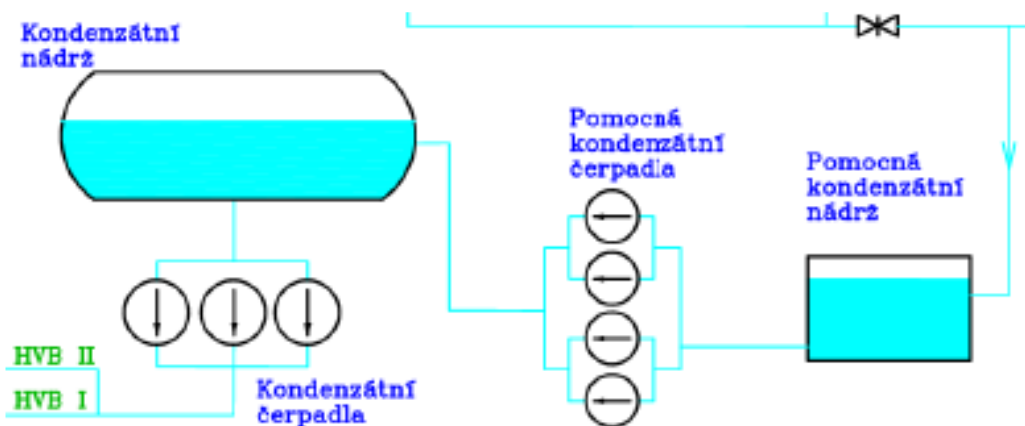 Kondenzátní
nádrž
Pomocná
kondenzátní
čerpadla
Pomocná
kondenzátní
nádrž
HVB II
HVB I
Kondenzátní
čerpadla